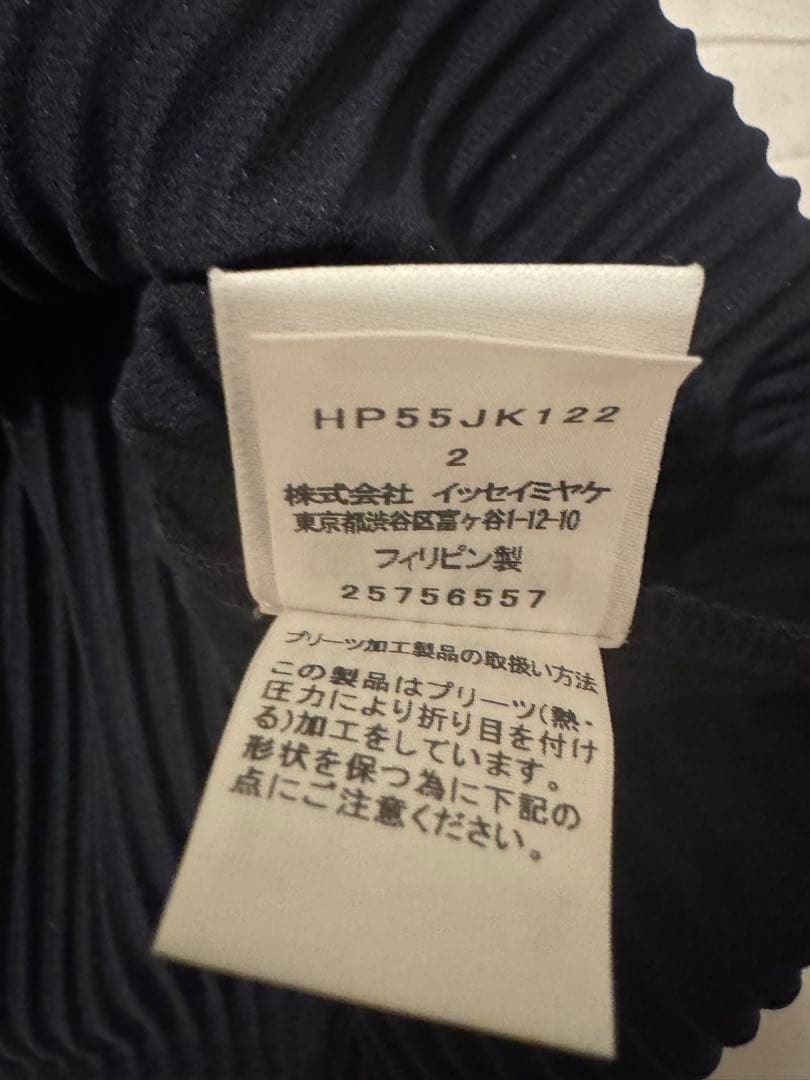 HP55JK122
2
株式会社 イッセイミヤケ
東京都渋谷区富ヶ谷1-12-10
フィリピン製
25756557
プリーツ加工製品の取扱い方法
この製品はプリーツ(熱・
圧力により折り目を付け
る)加工をしています。
形状を保つ為に下記の
点にご注意ください。